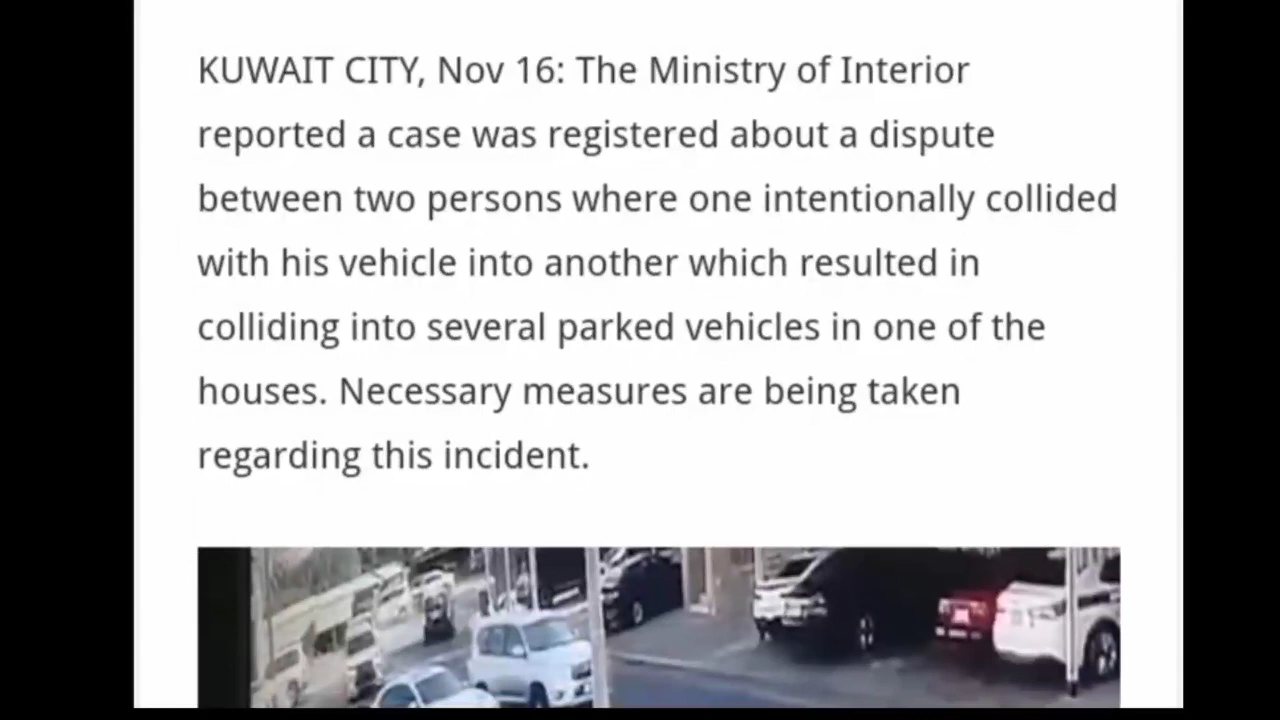 KUWAIT CITY, Nov 16: The Ministry of Interior
reported a case was registered about a dispute
between two persons where one intentionally collided
with his vehicle into another which resulted in
colliding into several parked vehicles in one of the
houses. Necessary measures are being taken
regarding this incident.